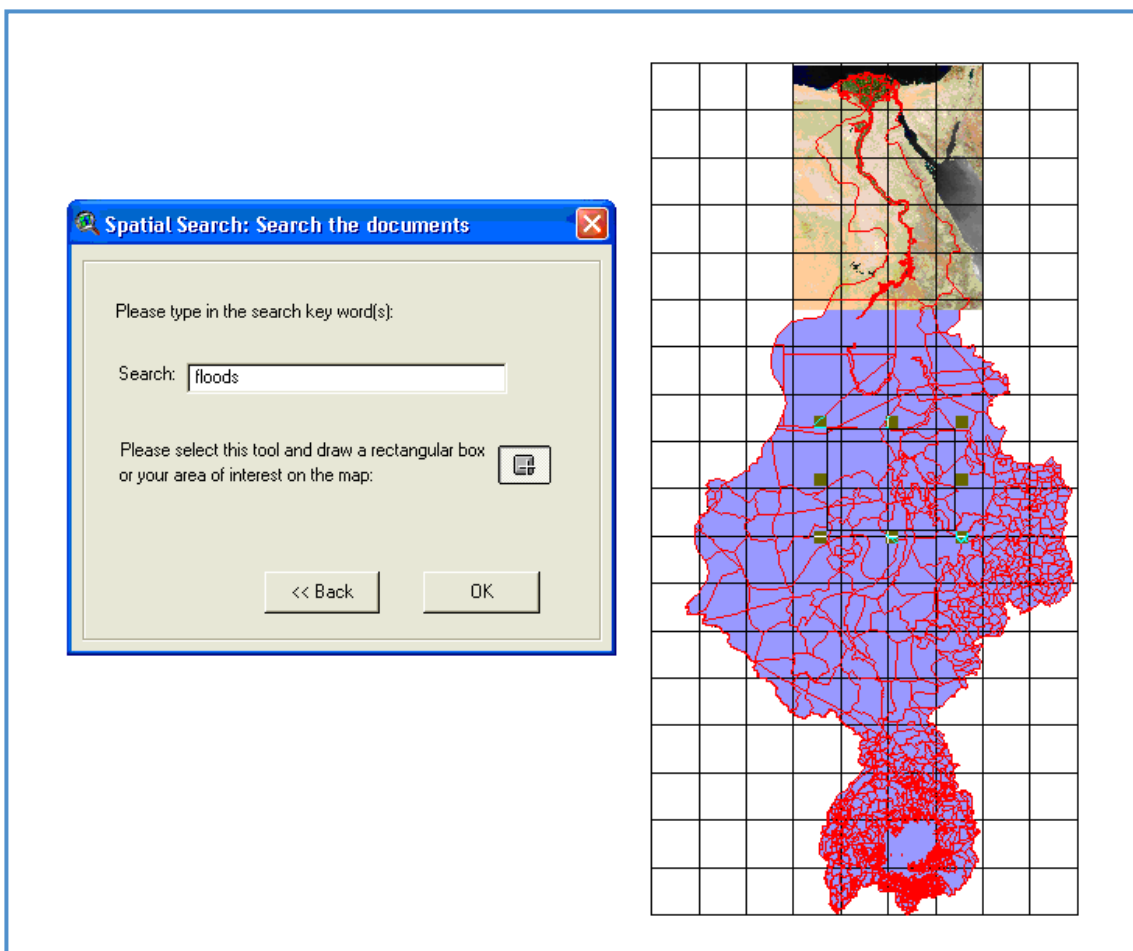 Spatial Search: Search the documents
Please type in the search key word(s):
Search: floods
Please select this tool and draw a rectangular box
or your area of interest on the map:
<< Back OK